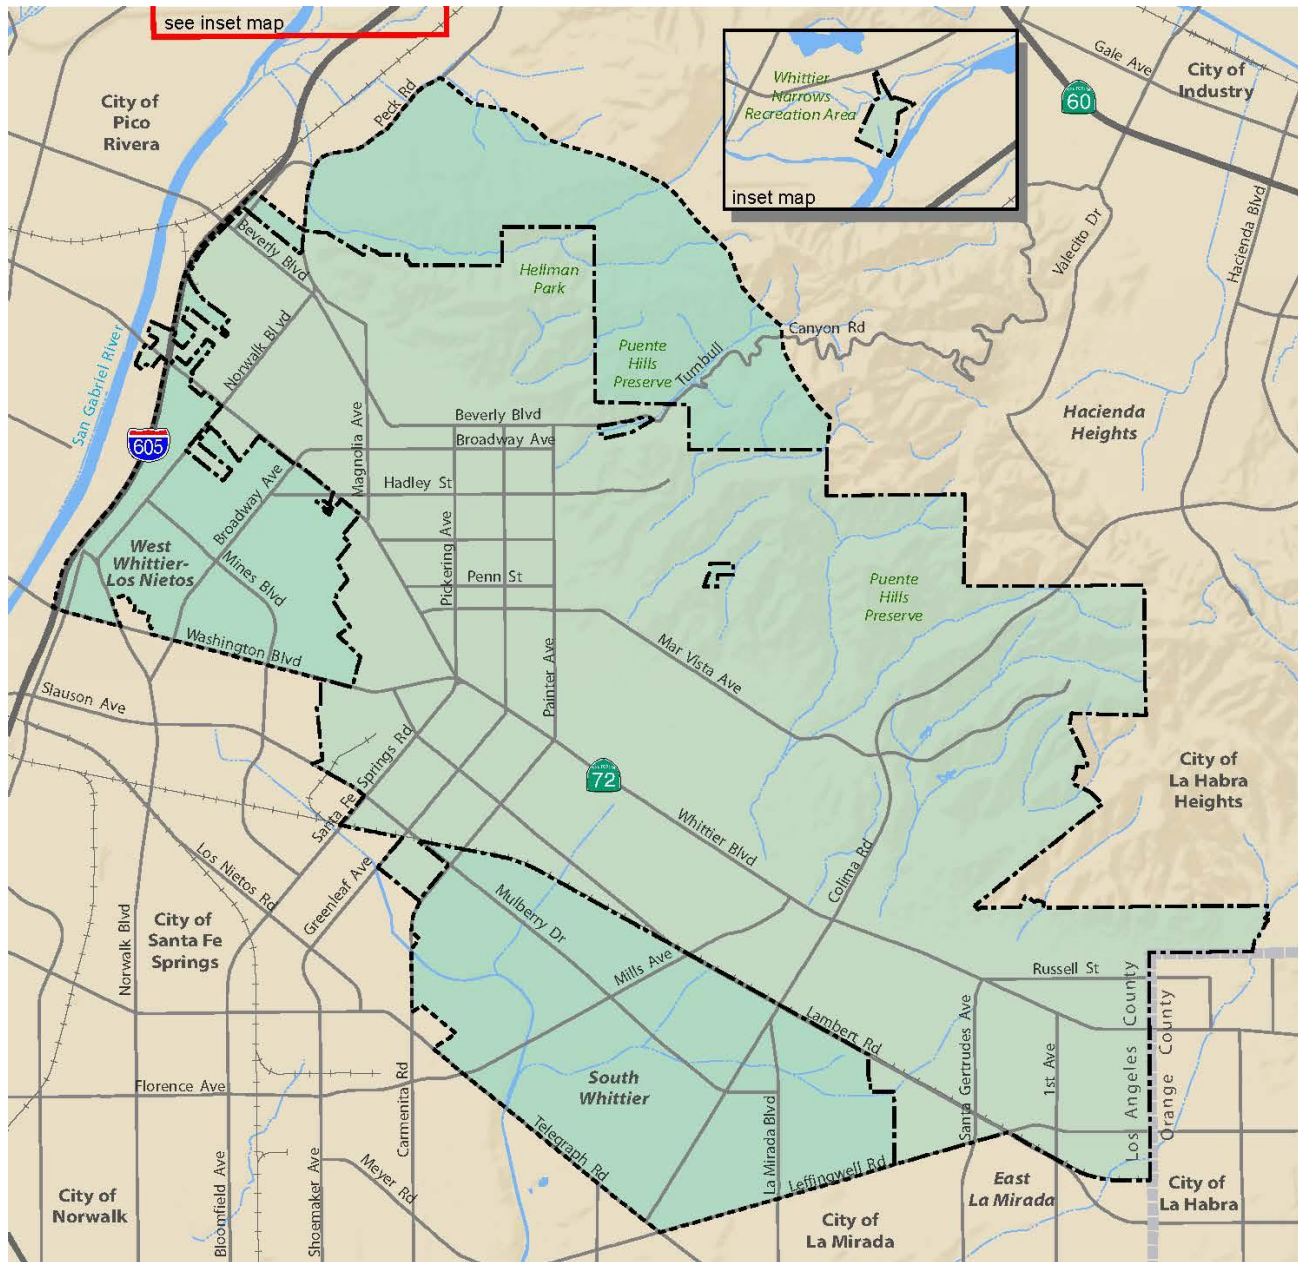 see inset map
City of
Pico
Rivera
Peck Rd
Whittier
Narrows
Recreation Area
inset map
Gale Ave
City of
Industry
60
Hacienda Blvd
Valecito Dr
Beverly Blvd
Hellman
Park
Canyon Rd
Turnbull
Puente
Hills
Preserve
San Gabriel River
Norwalk Blvd
605
Magnolia Ave
Beverly Blvd
Broadway Ave
Hacienda
Heights
Hadley St
Broadway Ave
West
Whittier-
Los Nietos
Mines Blvd
Pickering Ave
Penn St
Puente
Hills
Preserve
Washington Blvd
Painter Ave
Mar Vista Ave
Slauson Ave
Santa Fe Springs Rd
72
City of
La Habra
Heights
Whittier Blvd
Colima Rd
Los Nietos Rd
Greenleaf Ave
Mulberry Dr
Norwalk Blvd
City of
Santa Fe
Springs
Mills Ave
Russell St
Los Angeles County
Orange County
Lambert Rd
Santa Gertrudes Ave
1st Ave
Florence Ave
Carmenita Rd
South
Whittier
La Mirada Blvd
Telegraph Rd
Leffingwell Rd
Meyer Rd
Bloomfield Ave
Shoemaker Ave
City of
Norwalk
East
La Mirada
City of
La Habra
City of
La Mirada